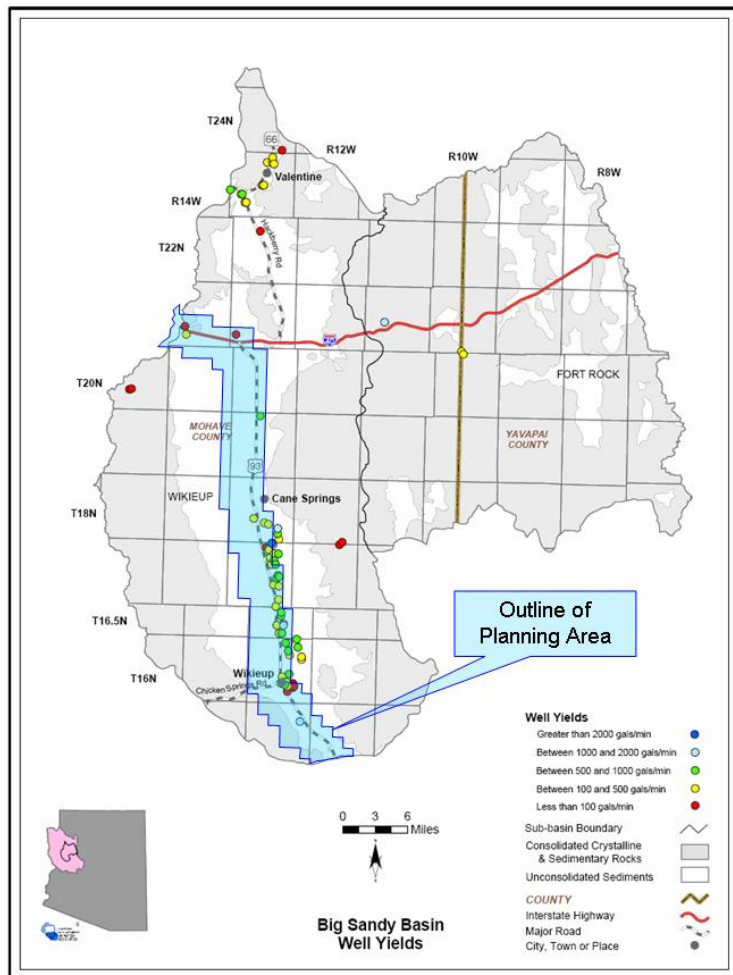 T24N
66
R12W
R10W
R8W
Valentine
R14W
Hackberry Rd
T22N
40
T20N
FORT ROCK
MOHAVE
COUNTY
YAVAPAI
COUNTY
93
WIKIEUP
Cane Springs
T18N
Outline of
Planning Area
T16.5N
Wikieup
T16N
Chicken Springs Rd
Well Yields
Greater than 2000 gals/min
Between 1000 and 2000 gals/min
Between 500 and 1000 gals/min
Between 100 and 500 gals/min
Less than 100 gals/min
0 3 6
Miles
Sub-basin Boundary
Consolidated Crystalline
& Sedimentary Rocks
Unconsolidated Sediments
COUNTY
Interstate Highway
Major Road
City, Town or Place
Big Sandy Basin
Well Yields